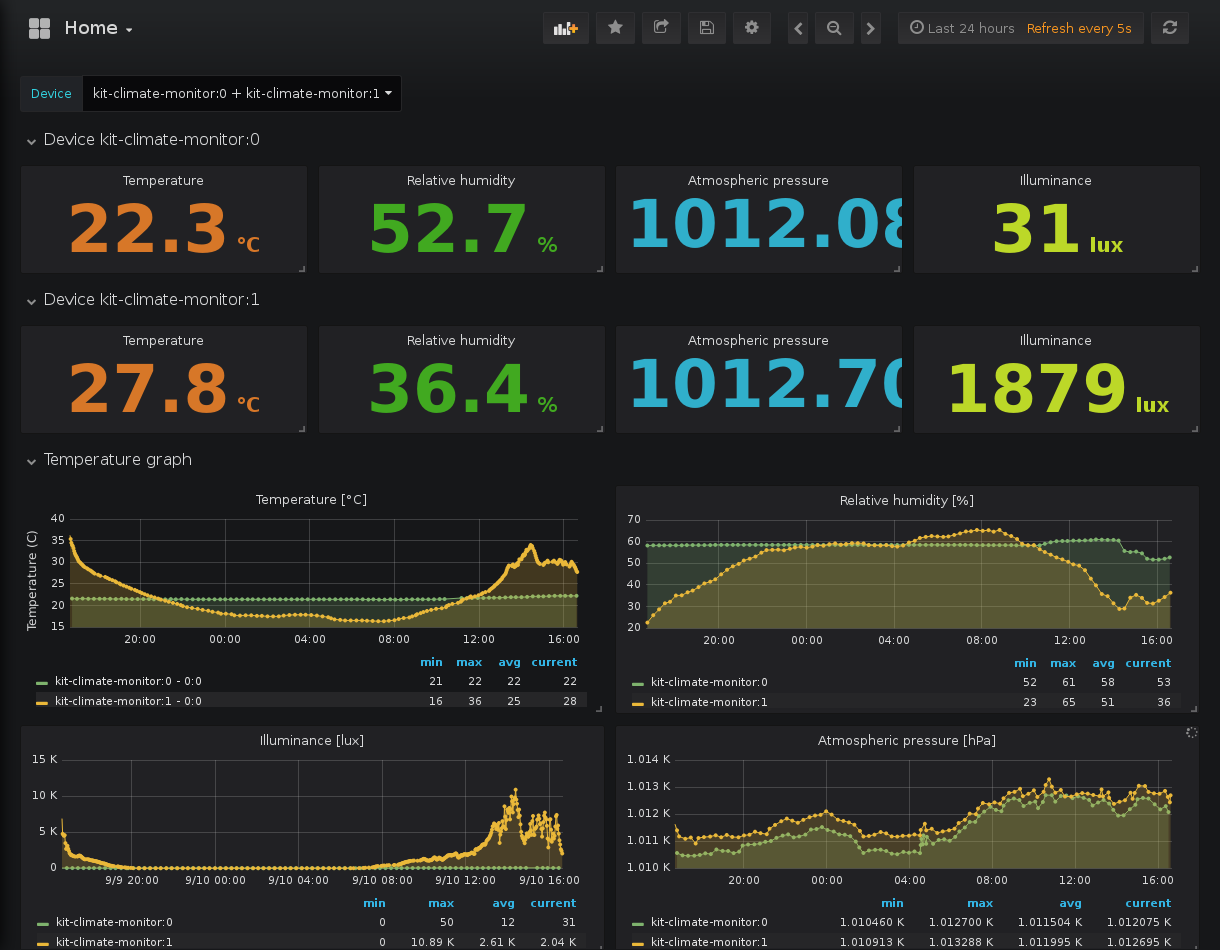 Home
Last 24 hours Refresh every 5s
Device kit-climate-monitor:0 + kit-climate-monitor:1
Device kit-climate-monitor:0
Temperature Relative humidity Atmospheric pressure Illuminance
22.3 °C 52.7 % 1012.08 31 lux
Device kit-climate-monitor:1
Temperature Relative humidity Atmospheric pressure Illuminance
27.8 °C 36.4 % 1012.70 1879 lux
Temperature graph
Temperature [°C]
Temperature (C)
40
35
30
25
20
15
20:00 00:00 04:00 08:00 12:00 16:00
min max avg current
kit-climate-monitor:0 - 0:0 21 22 22 22
kit-climate-monitor:1 - 0:0 16 36 25 28
Relative humidity [%]
70
60
50
40
30
20
20:00 00:00 04:00 08:00 12:00 16:00
min max avg current
kit-climate-monitor:0 52 61 58 53
kit-climate-monitor:1 23 65 51 36
Illuminance [lux]
15 K
10 K
5 K
0
9/9 20:00 9/10 00:00 9/10 04:00 9/10 08:00 9/10 12:00 9/10 16:00
min max avg current
kit-climate-monitor:0 0 50 12 31
kit-climate-monitor:1 0 10.89 K 2.61 K 2.04 K
Atmospheric pressure [hPa]
1.014 K
1.013 K
1.012 K
1.011 K
1.010 K
20:00 00:00 04:00 08:00 12:00 16:00
min max avg current
kit-climate-monitor:0 1.010460 K 1.012700 K 1.011504 K 1.012075 K
kit-climate-monitor:1 1.010913 K 1.013288 K 1.011995 K 1.012695 K